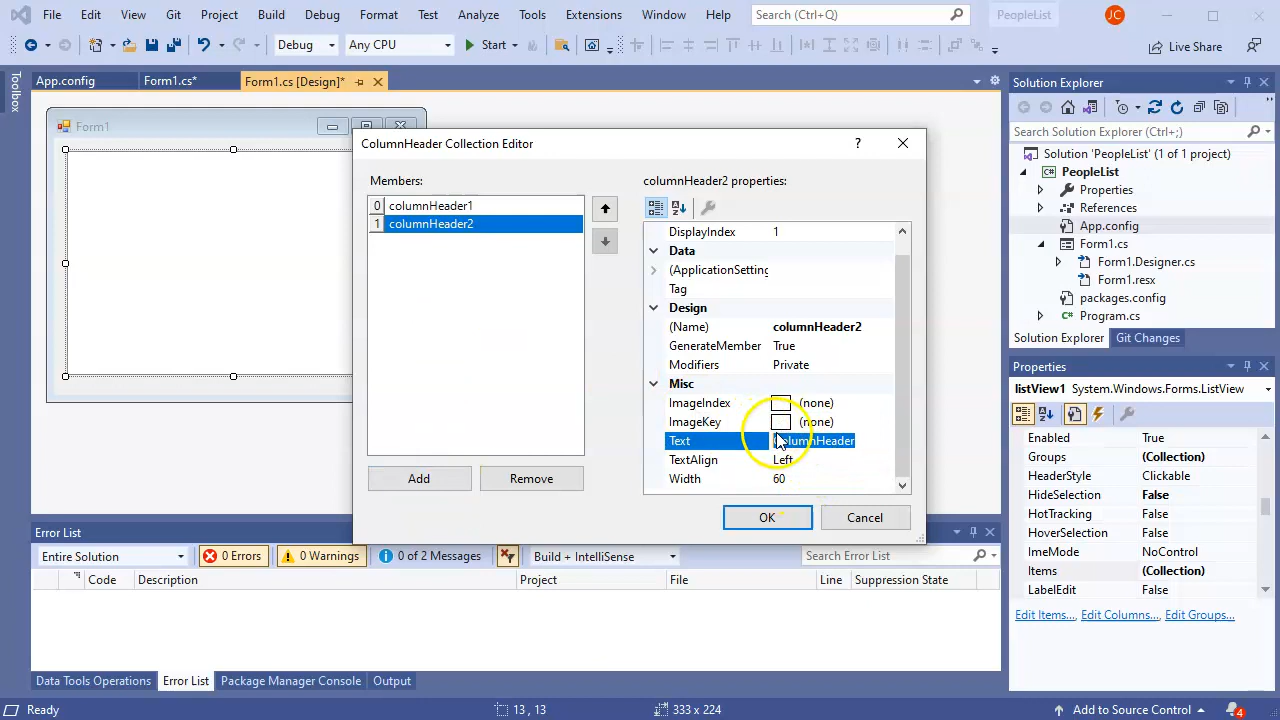 File Edit View Git Project Build Debug Format Test Analyze Tools Extensions Window Help Search (Ctrl+Q) PeopleList JC
Debug Any CPU Start Live Share
Toolbox
App.config Form1.cs* Form1.cs [Design]*
Form1
ColumnHeader Collection Editor ?
Members:
0 columnHeader1
1 columnHeader2
Add Remove
columnHeader2 properties:
DisplayIndex 1
Data
(ApplicationSetting
Tag
Design
(Name) columnHeader2
GenerateMember True
Modifiers Private
Misc
ImageIndex (none)
ImageKey (none)
Text ColumnHeader
TextAlign Left
Width 60
OK Cancel
Solution Explorer
Search Solution Explorer (Ctrl+;)
Solution 'PeopleList' (1 of 1 project)
PeopleList
Properties
References
App.config
Form1.cs
Form1.Designer.cs
Form1.resx
packages.config
Program.cs
Solution Explorer Git Changes
Properties
listView1 System.Windows.Forms.ListView
Enabled True
Groups (Collection)
HeaderStyle Clickable
HideSelection False
HotTracking False
HoverSelection False
ImeMode NoControl
Items (Collection)
LabelEdit False
Edit Items..., Edit Columns..., Edit Groups...
Error List
Entire Solution 0 Errors 0 Warnings 0 of 2 Messages Build + IntelliSense Search Error List
Code Description Project File Line Suppression State
Data Tools Operations Error List Package Manager Console Output
Ready 13 , 13 333 x 224 Add to Source Control 4